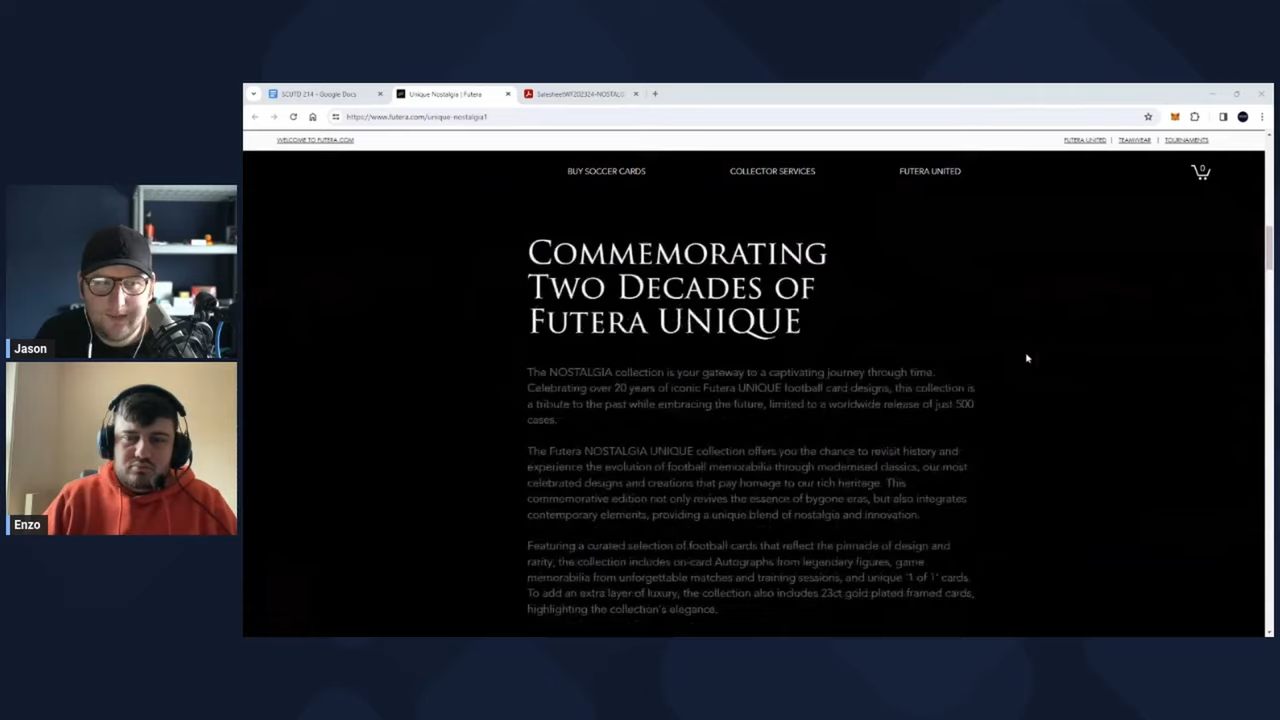 SCUTD 214 - Google Docs
Unique Nostalgia | Futera
SalesheetWF202324-NOSTALG
https://www.futera.com/unique-nostalgia1
WELCOME TO FUTERA.COM
FUTERA UNITED | TEAMWEAR | TOURNAMENTS
BUY SOCCER CARDS
COLLECTOR SERVICES
FUTERA UNITED
0
COMMEMORATING
TWO DECADES OF
FUTERA UNIQUE
The NOSTALGIA collection is your gateway to a captivating journey through time.
Celebrating over 20 years of iconic Futera UNIQUE football card designs, this collection is
a tribute to the past while embracing the future, limited to a worldwide release of just 500
cases.
The Futera NOSTALGIA UNIQUE collection offers you the chance to revisit history and
experience the evolution of football memorabilia through modernised classics, our most
celebrated designs and creations that pay homage to our rich heritage. This
commemorative edition not only revives the essence of bygone eras, but also integrates
contemporary elements, providing a unique blend of nostalgia and innovation.
Featuring a curated selection of football cards that reflect the pinnacle of design and
rarity, the collection includes on-card Autographs from legendary figures, game
memorabilia from unforgettable matches and training sessions, and unique '1 of 1' cards.
To add an extra layer of luxury, the collection also includes 23ct gold plated framed cards,
highlighting the collection's elegance.
Jason
Enzo